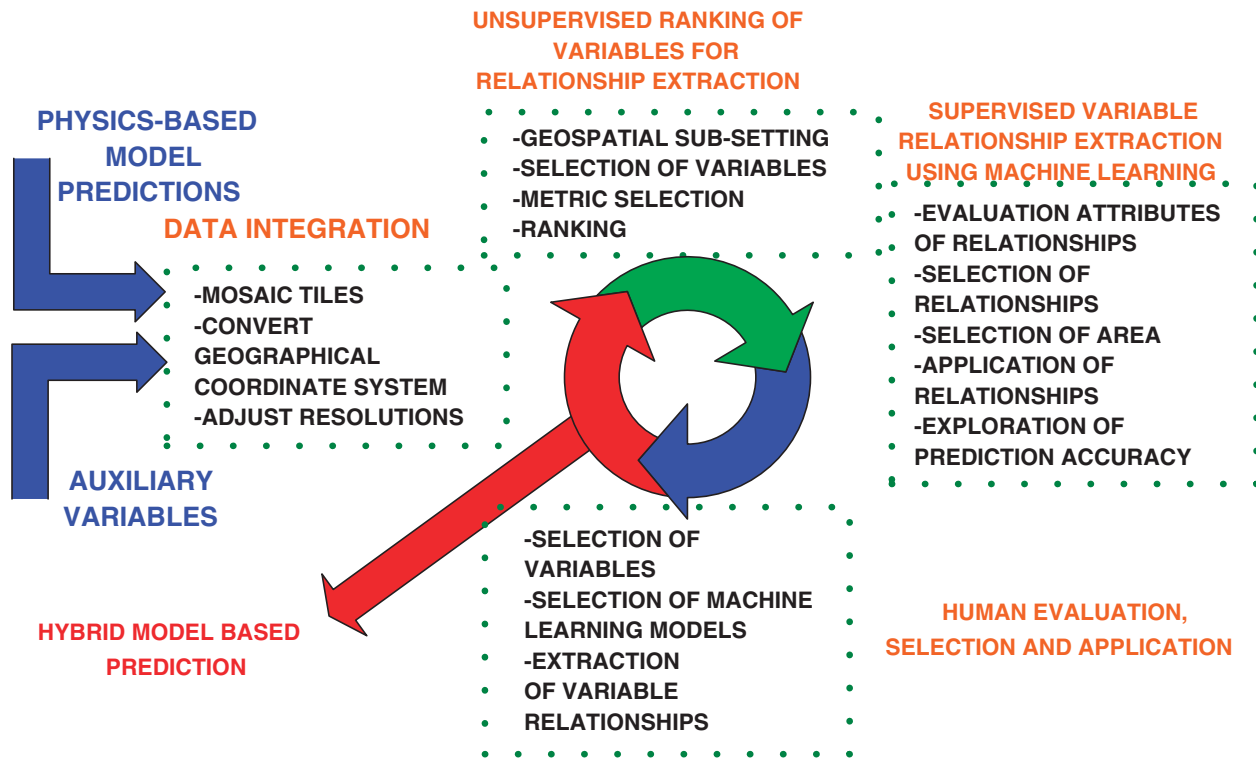 UNSUPERVISED RANKING OF
VARIABLES FOR
RELATIONSHIP EXTRACTION
-GEOSPATIAL SUB-SETTING
-SELECTION OF VARIABLES
-METRIC SELECTION
-RANKING
PHYSICS-BASED
MODEL
PREDICTIONS
DATA INTEGRATION
-MOSAIC TILES
-CONVERT
GEOGRAPHICAL
COORDINATE SYSTEM
-ADJUST RESOLUTIONS
AUXILIARY
VARIABLES
SUPERVISED VARIABLE
RELATIONSHIP EXTRACTION
USING MACHINE LEARNING
-EVALUATION ATTRIBUTES
OF RELATIONSHIPS
-SELECTION OF
RELATIONSHIPS
-SELECTION OF AREA
-APPLICATION OF
RELATIONSHIPS
-EXPLORATION OF
PREDICTION ACCURACY
-SELECTION OF
VARIABLES
-SELECTION OF MACHINE
LEARNING MODELS
-EXTRACTION
OF VARIABLE
RELATIONSHIPS
HUMAN EVALUATION,
SELECTION AND APPLICATION
HYBRID MODEL BASED
PREDICTION